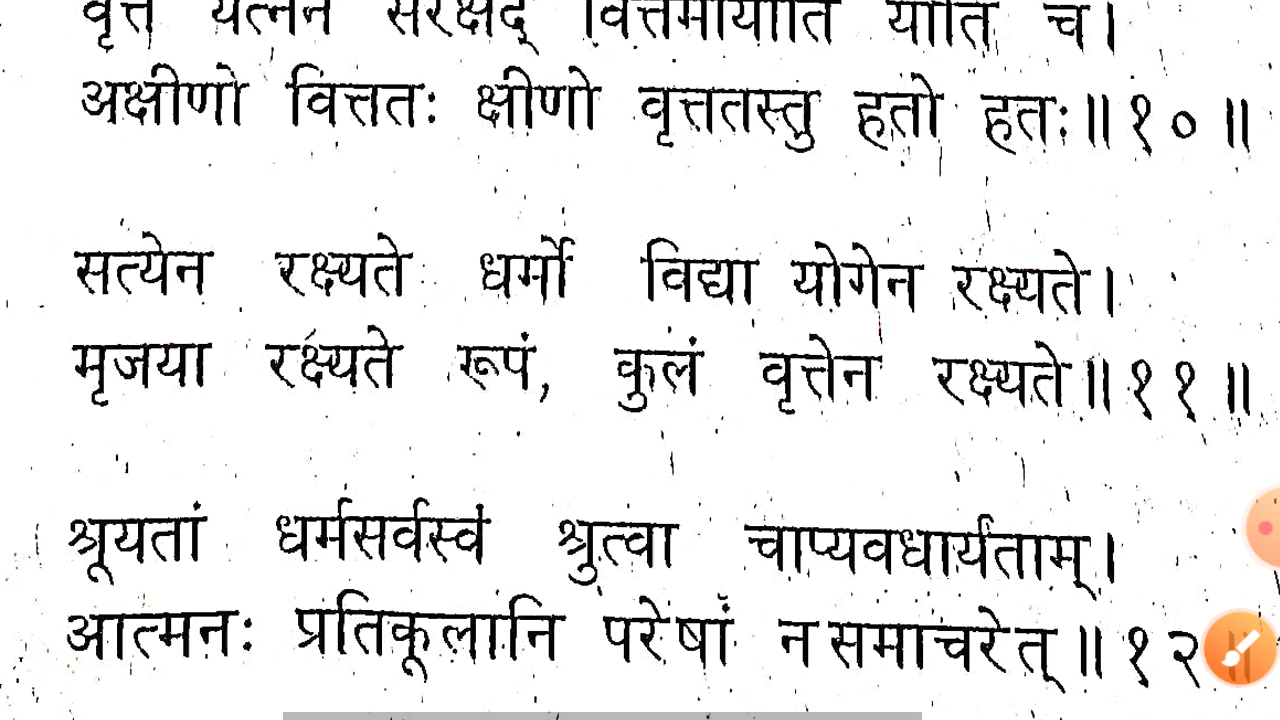 वृत्तं यत्नेन संरक्षेद् वित्तमायाति याति च।
अक्षीणो वित्ततः क्षीणो वृत्ततस्तु हतो हतः॥१०॥
सत्येन रक्ष्यते धर्मो विद्या योगेन रक्ष्यते।
मृजया रक्ष्यते रूपं, कुलं वृत्तेन रक्ष्यते॥११॥
श्रूयतां धर्मसर्वस्वं श्रुत्वा चाप्यवधार्यताम्।
आत्मनः प्रतिकूलानि परेषां न समाचरेत्॥१२॥